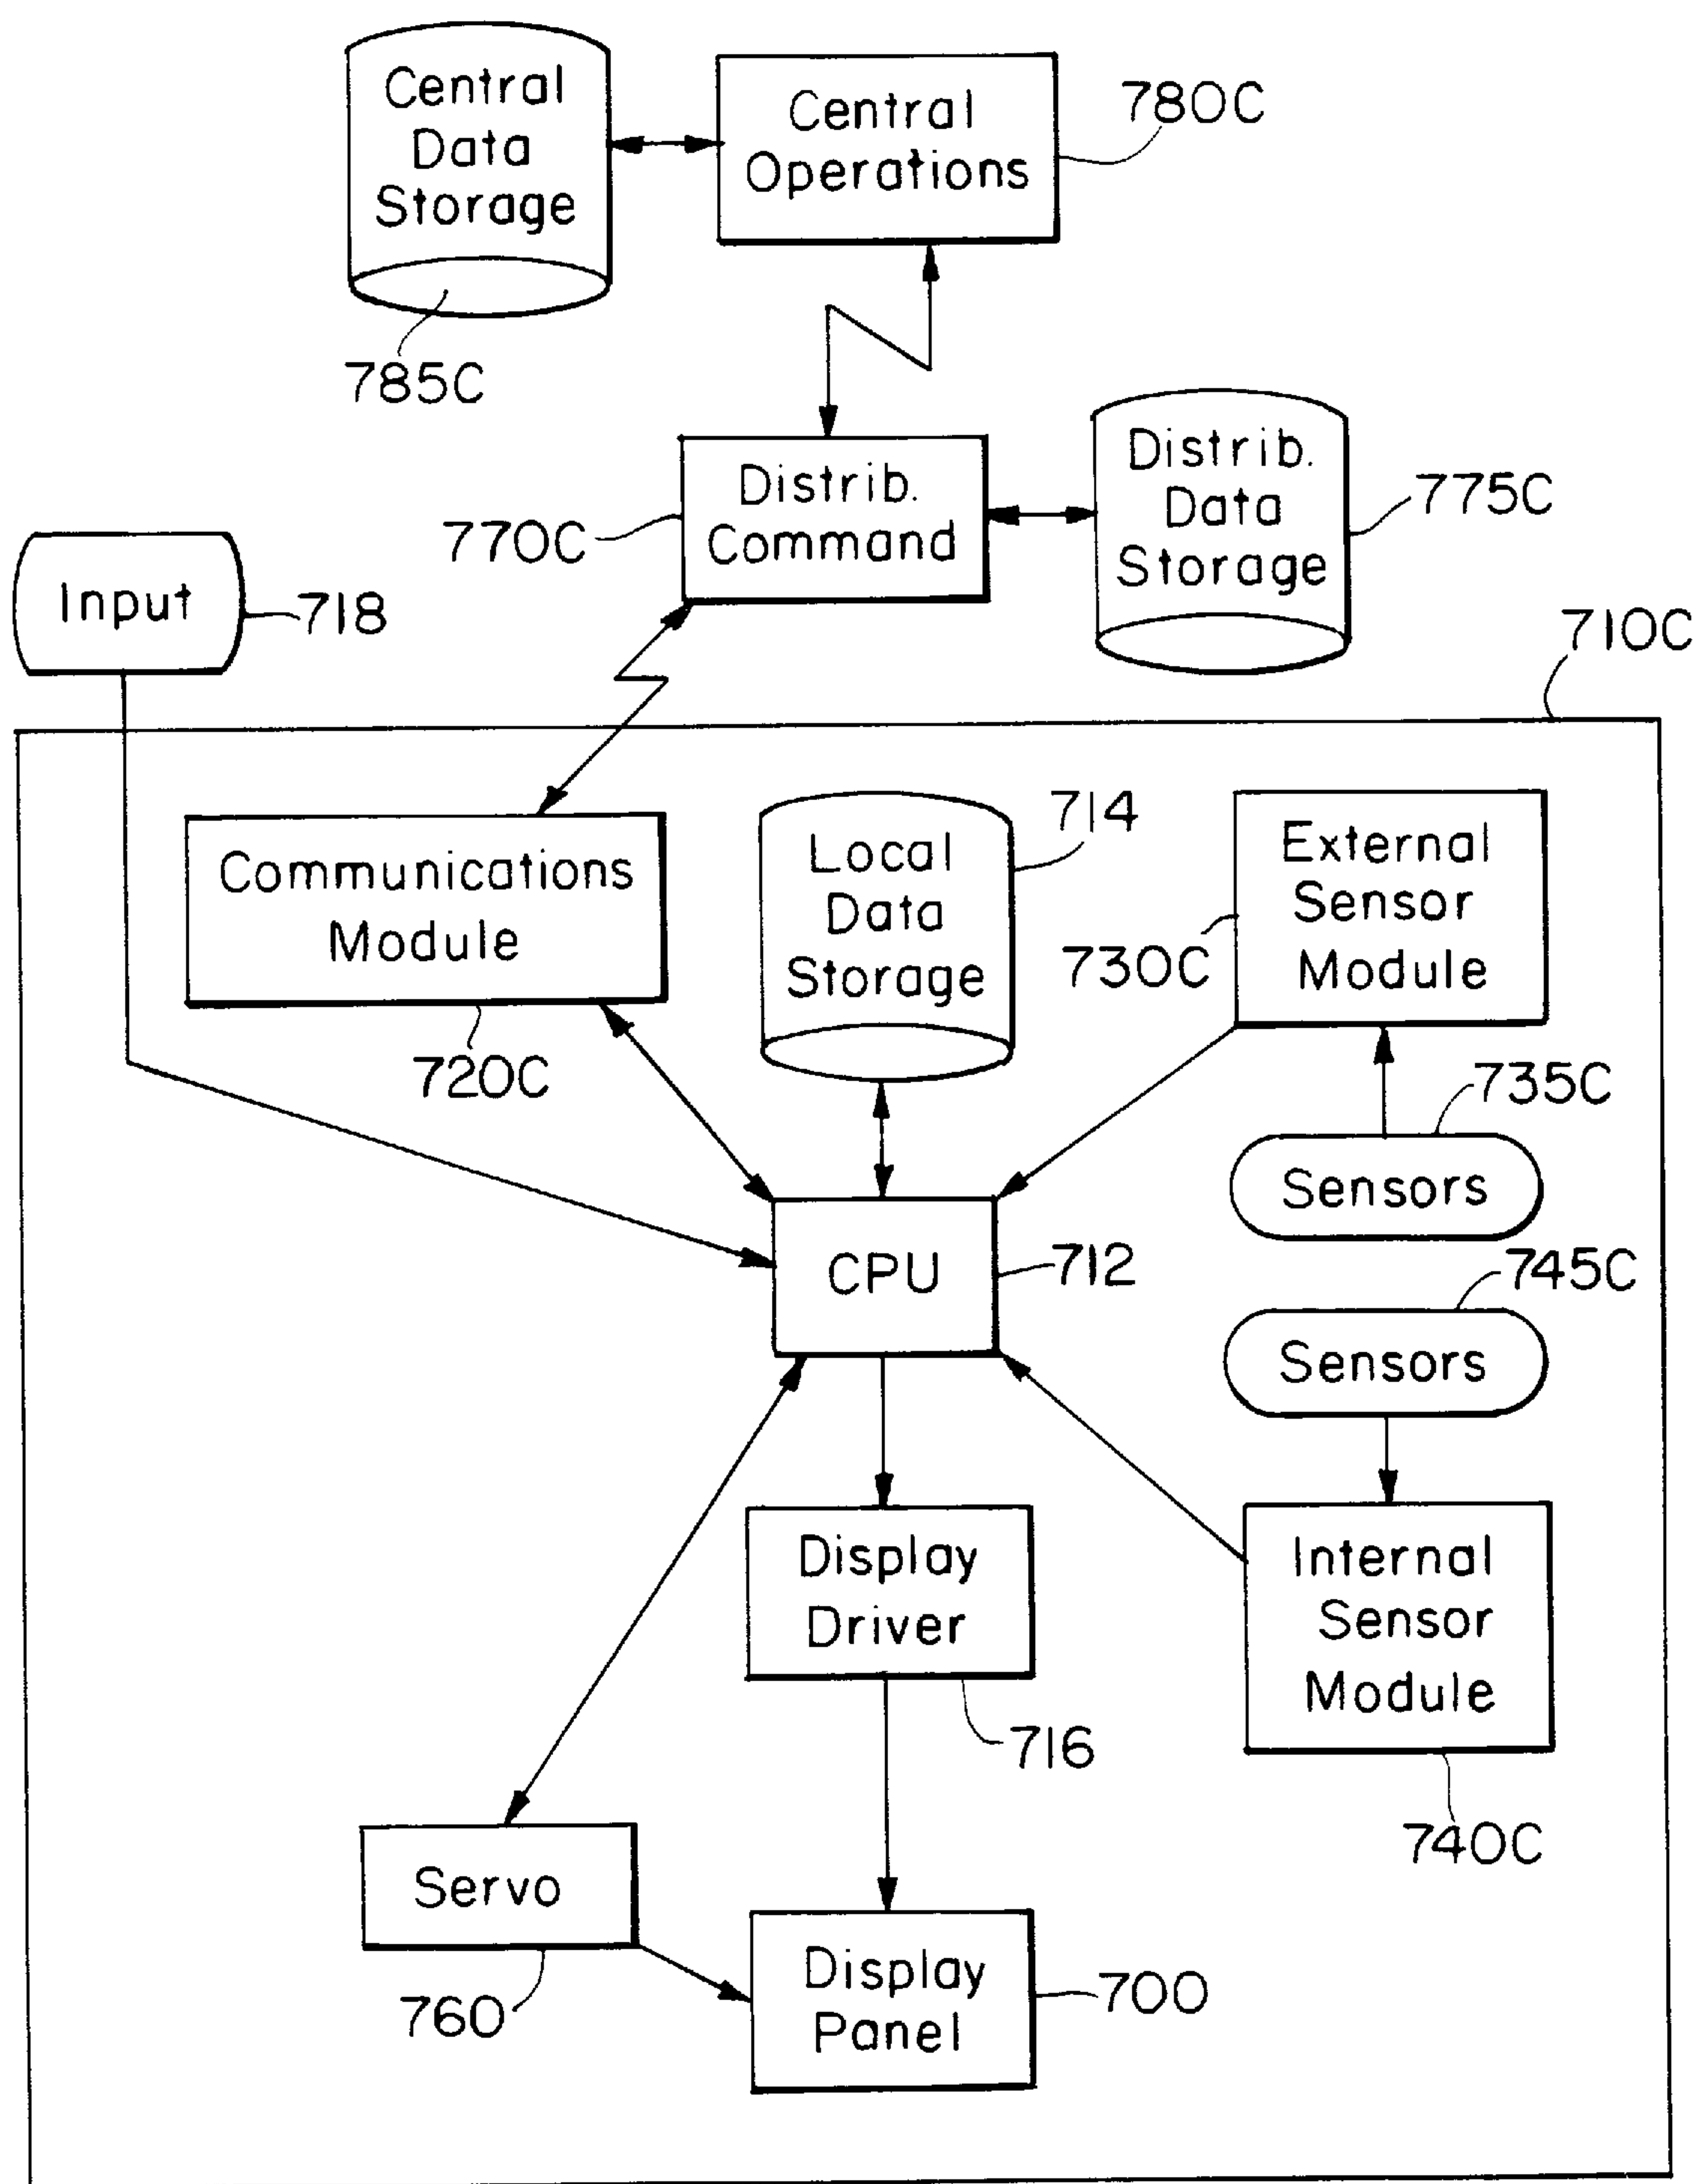 Central
Data
Storage
785C
Central
Operations
780C
Distrib.
Command
770C
Distrib.
Data
Storage
775C
Input
718
710C
Communications
Module
720C
Local
Data
Storage
714
External
Sensor
Module
730C
735C
Sensors
CPU
712
745C
Sensors
Display
Driver
716
Internal
Sensor
Module
740C
Servo
760
Display
Panel
700